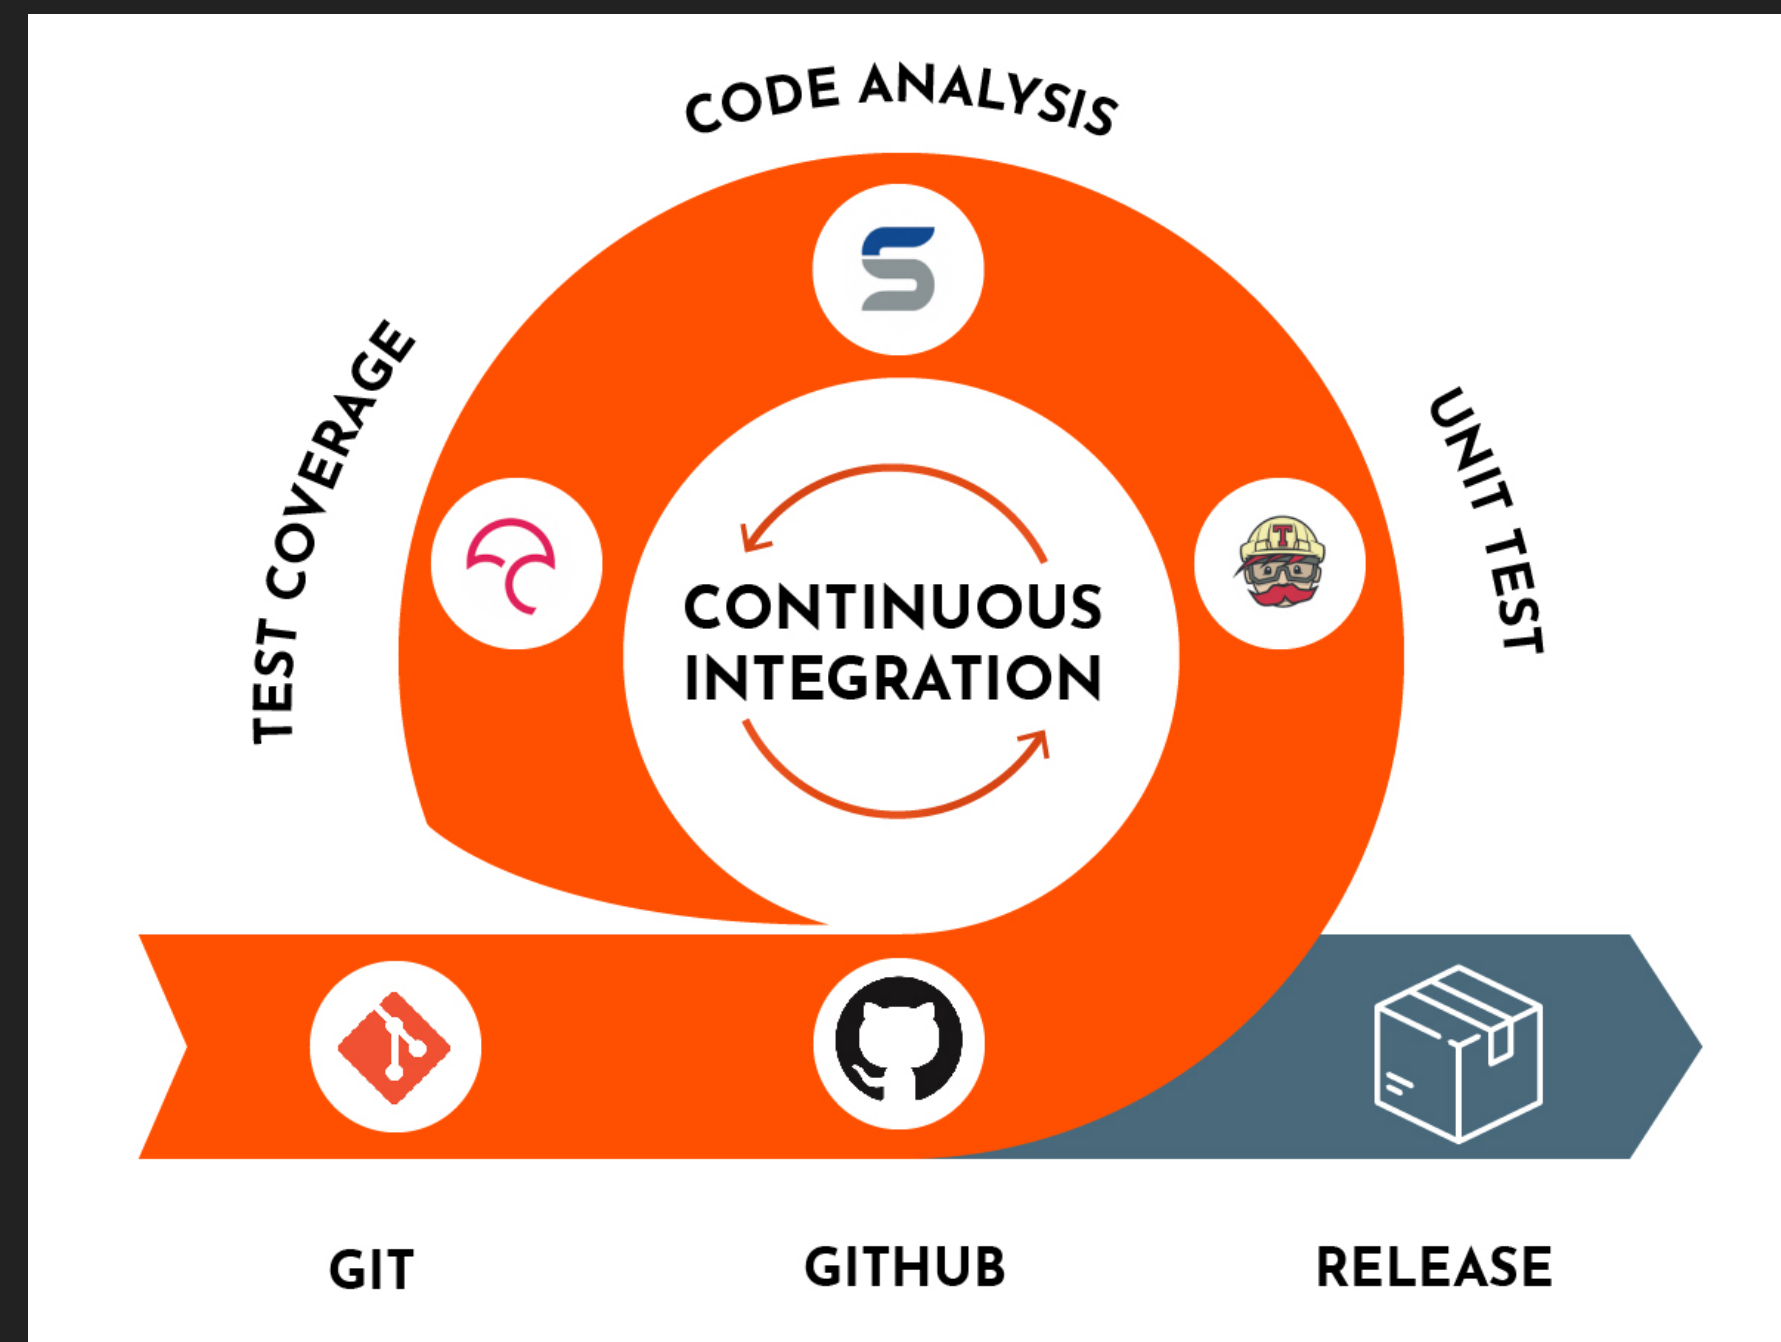 CODE ANALYSIS
TEST COVERAGE
UNIT TEST
T
CONTINUOUS
INTEGRATION
GIT
GITHUB
RELEASE